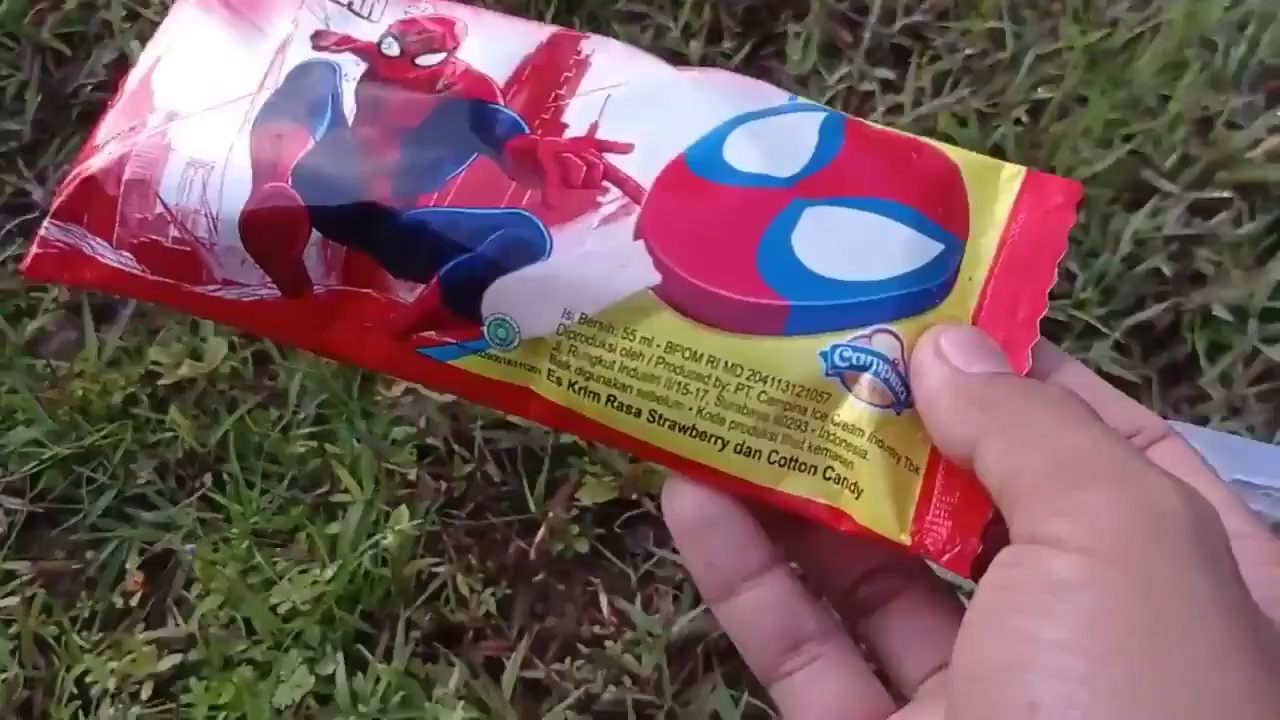 Isi Bersih: 55 ml - BPOM RI MD 204113121057
Diproduksi oleh / Produced by: PT. Campina Ice Cream Industry Tbk
Jl. Rungkut Industri II/15-17, Surabaya 60293 - Indonesia.
Baik digunakan sebelum - Kode produksi lihat kemasan
Es Krim Rasa Strawberry dan Cotton Candy
Campina